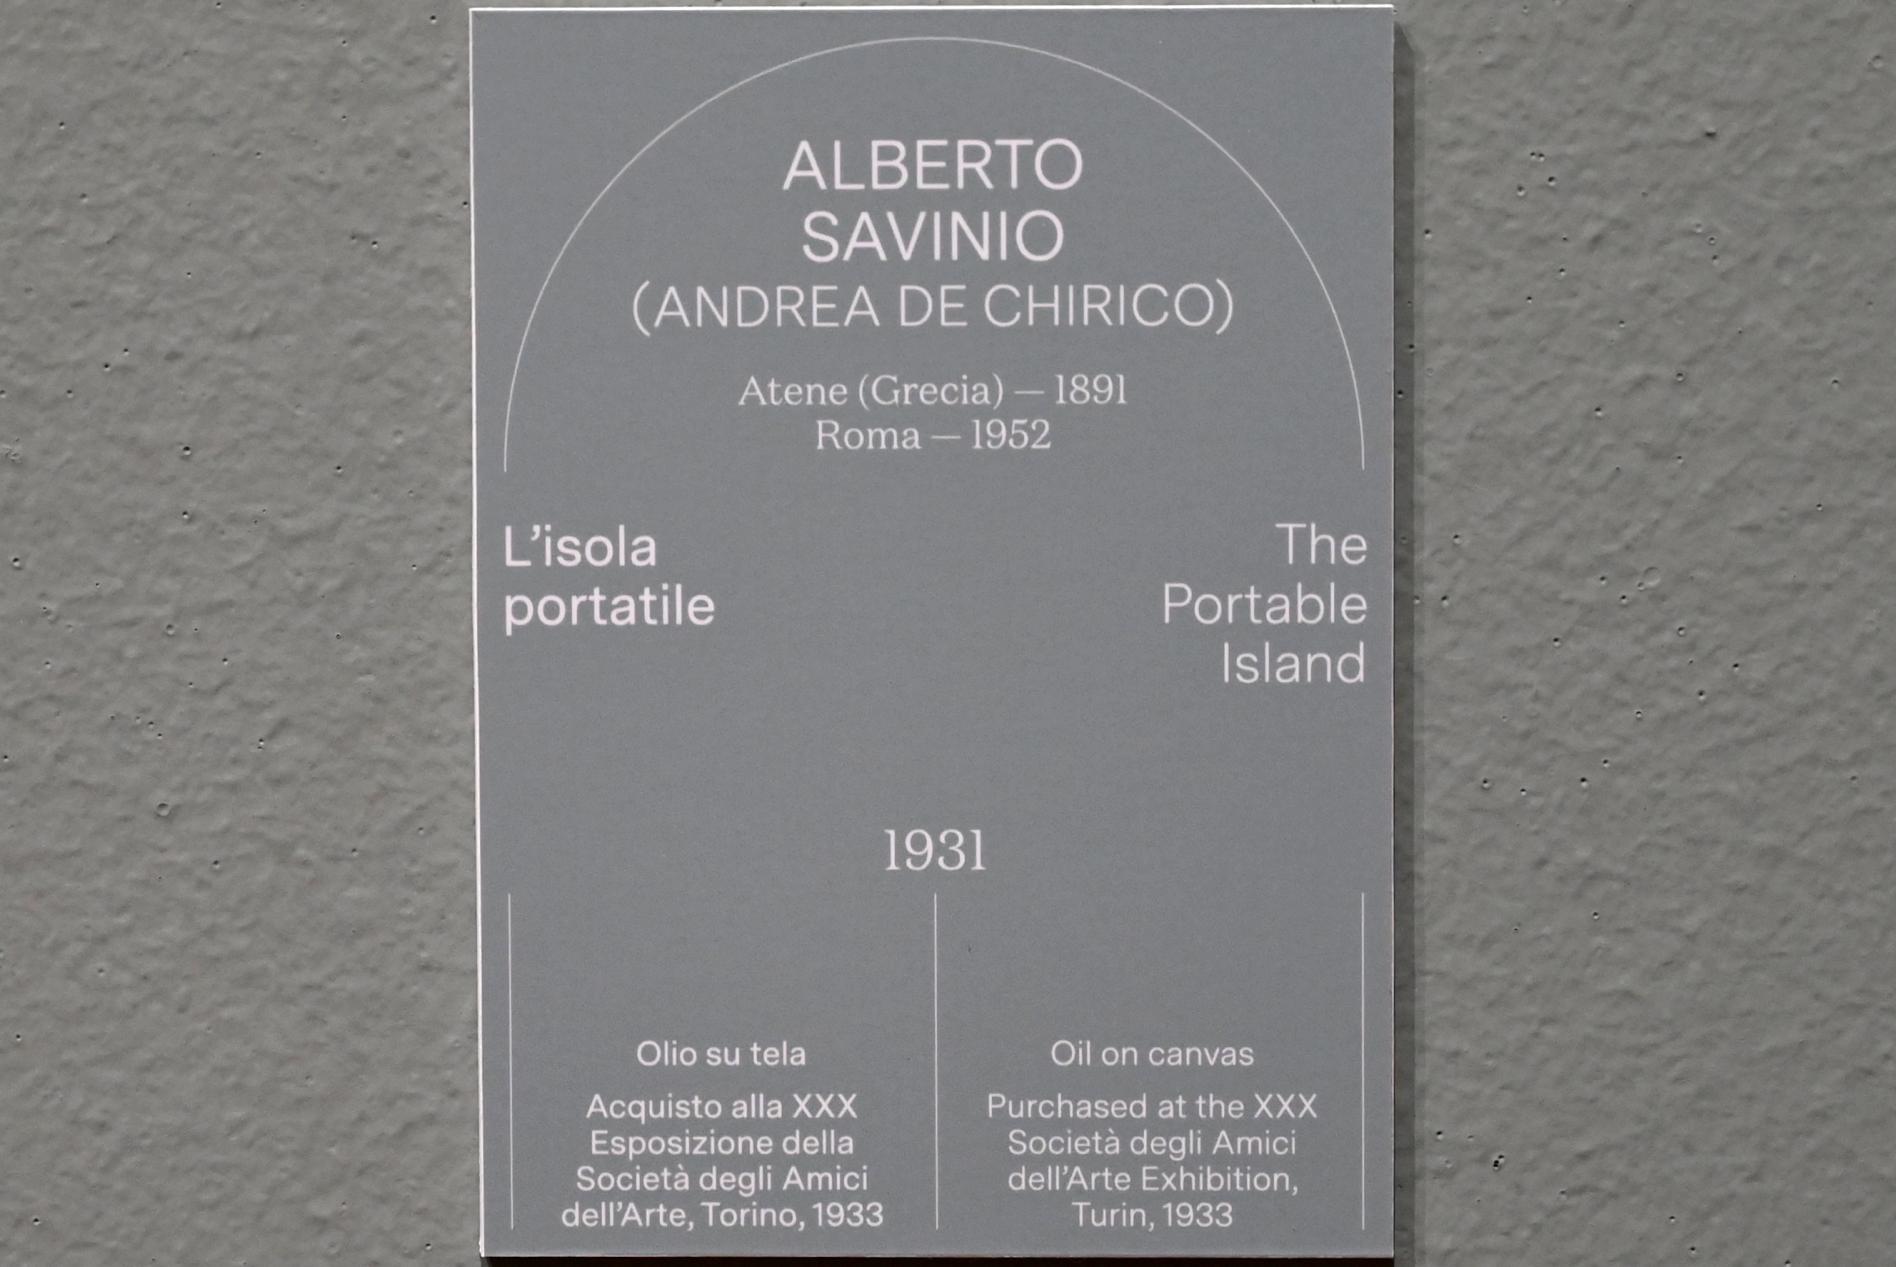 ALBERTO
SAVINIO
(ANDREA DE CHIRICO)
Atene (Grecia) — 1891
Roma — 1952
L’isola
portatile
The
Portable
Island
1931
Olio su tela
Acquisto alla XXX
Esposizione della
Società degli Amici
dell’Arte, Torino, 1933
Oil on canvas
Purchased at the XXX
Società degli Amici
dell’Arte Exhibition,
Turin, 1933